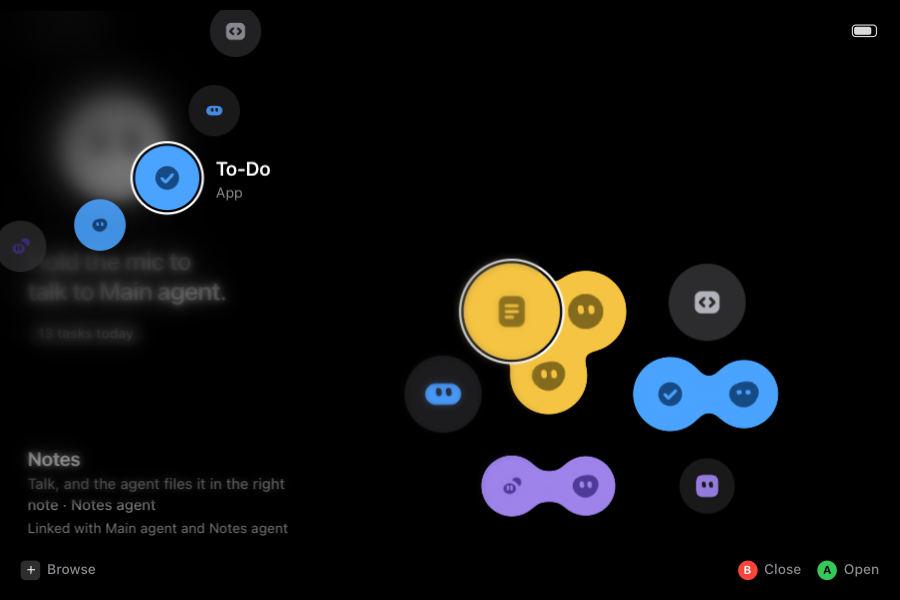 To-Do
App
hold the mic to
talk to Main agent.
13 tasks today
Notes
Talk, and the agent files it in the right
note · Notes agent
Linked with Main agent and Notes agent
+ Browse
B Close
A Open